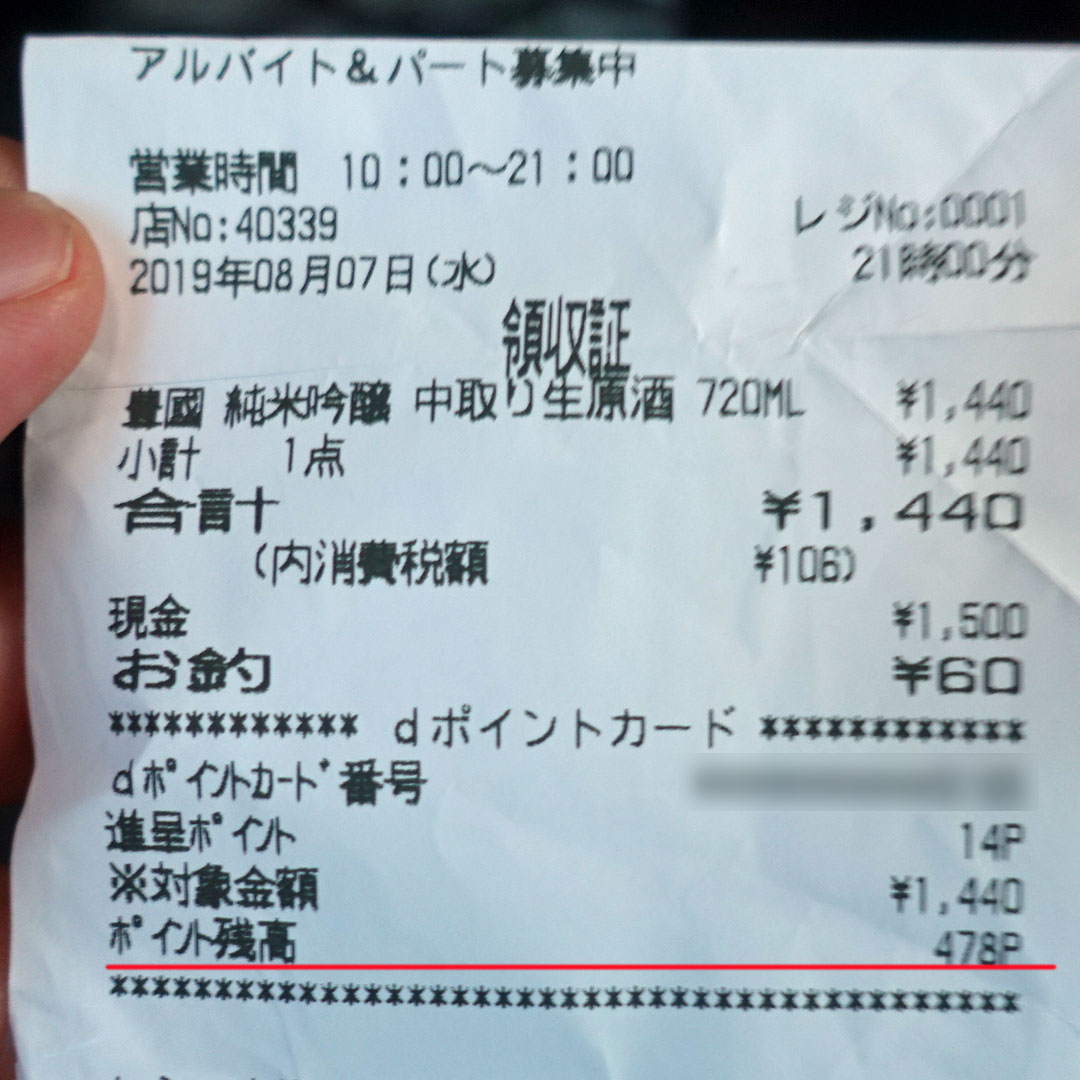 アルバイト&パート募集中
営業時間 10:00〜21:00
店No:40339 レジNo:0001
2019年08月07日(水) 21時00分
領収証
豊國 純米吟醸 中取り生原酒 720ML ¥1,440
小計 1点 ¥1,440
合計 ¥1,440
(内消費税額 ¥106)
現金 ¥1,500
お釣 ¥60
************ dポイントカード ************
dポイントカード番号
進呈ポイント 14P
※対象金額 ¥1,440
ポイント残高 478P
******************************************